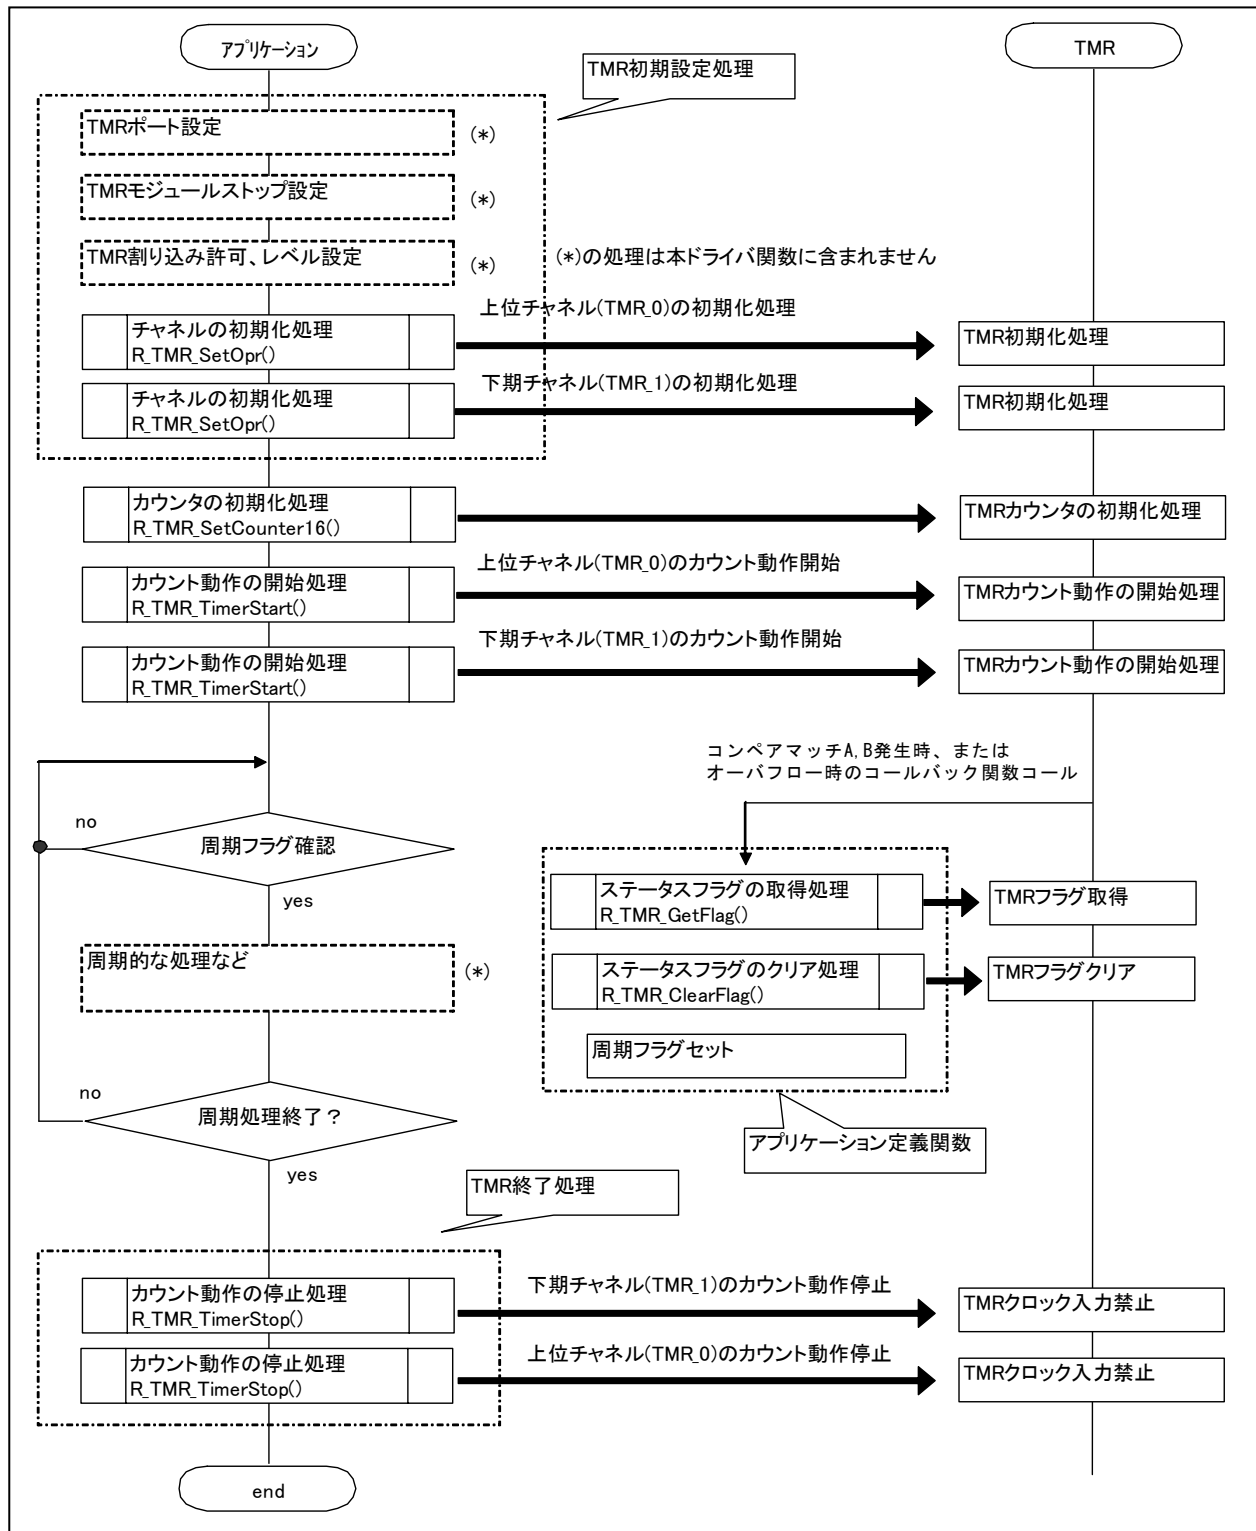 アプリケーション
TMR
TMR初期設定処理
TMRポート設定
(*)
TMRモジュールストップ設定
(*)
TMR割り込み許可、レベル設定
(*)
(*)の処理は本ドライバ関数に含まれません
上位チャネル(TMR_0)の初期化処理
チャネルの初期化処理
R_TMR_SetOpr()
TMR初期化処理
下期チャネル(TMR_1)の初期化処理
チャネルの初期化処理
R_TMR_SetOpr()
TMR初期化処理
カウンタの初期化処理
R_TMR_SetCounter16()
TMRカウンタの初期化処理
上位チャネル(TMR_0)のカウント動作開始
カウント動作の開始処理
R_TMR_TimerStart()
TMRカウント動作の開始処理
下期チャネル(TMR_1)のカウント動作開始
カウント動作の開始処理
R_TMR_TimerStart()
TMRカウント動作の開始処理
コンペアマッチA,B発生時、または
オーバフロー時のコールバック関数コール
no
周期フラグ確認
yes
ステータスフラグの取得処理
R_TMR_GetFlag()
TMRフラグ取得
周期的な処理など
(*)
ステータスフラグのクリア処理
R_TMR_ClearFlag()
TMRフラグクリア
周期フラグセット
no
周期処理終了？
yes
アプリケーション定義関数
TMR終了処理
下期チャネル(TMR_1)のカウント動作停止
カウント動作の停止処理
R_TMR_TimerStop()
TMRクロック入力禁止
上位チャネル(TMR_0)のカウント動作停止
カウント動作の停止処理
R_TMR_TimerStop()
TMRクロック入力禁止
end